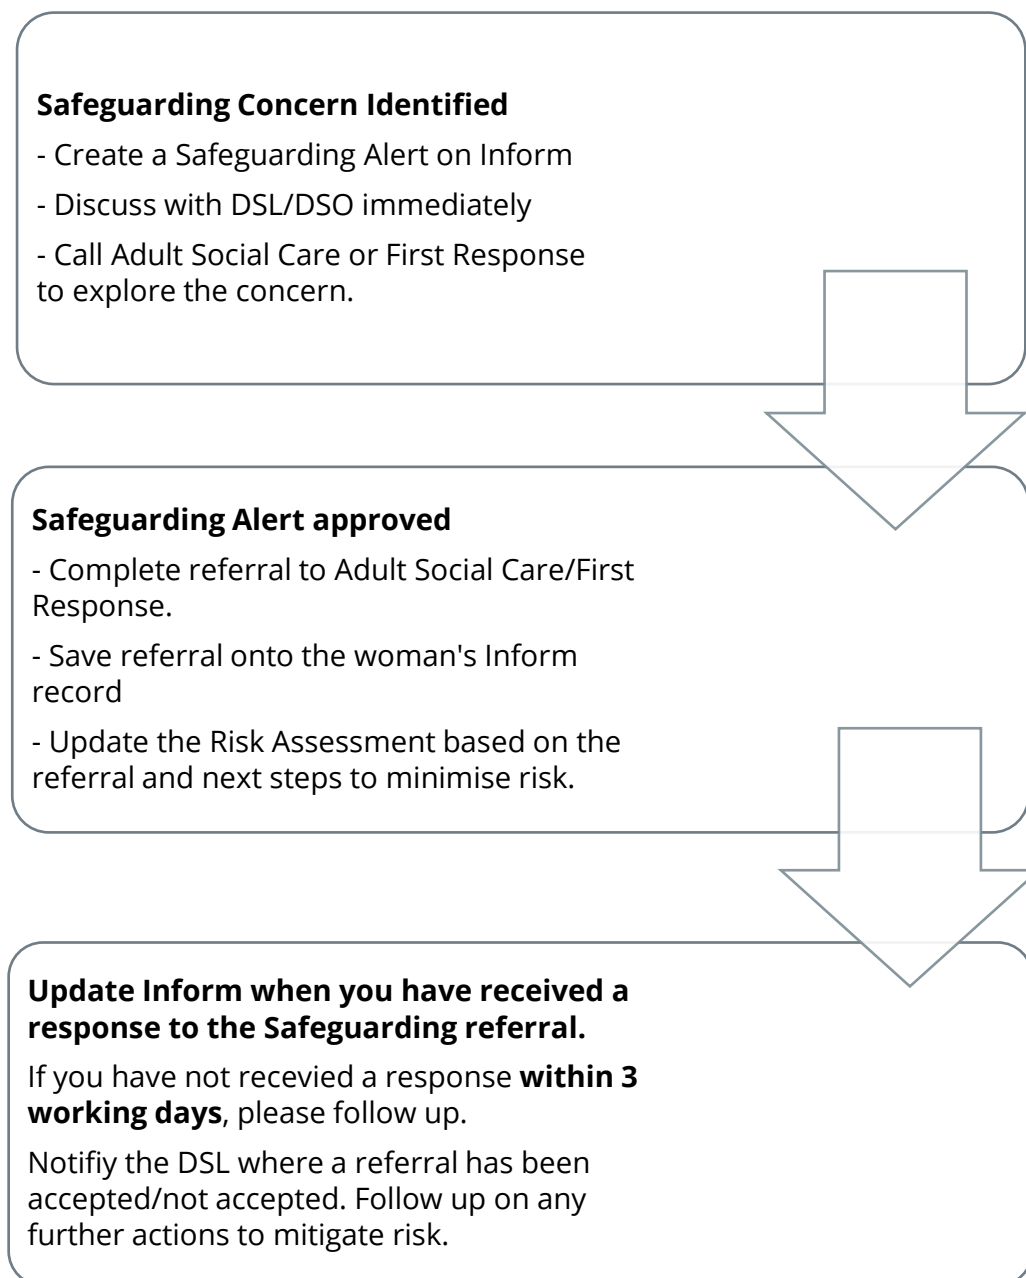 Safeguarding Concern Identified
- Create a Safeguarding Alert on Inform
- Discuss with DSL/DSO immediately
- Call Adult Social Care or First Response
to explore the concern.
Safeguarding Alert approved
- Complete referral to Adult Social Care/First
Response.
- Save referral onto the woman's Inform
record
- Update the Risk Assessment based on the
referral and next steps to minimise risk.
Update Inform when you have received a
response to the Safeguarding referral.
If you have not recevied a response within 3
working days, please follow up.
Notifiy the DSL where a referral has been
accepted/not accepted. Follow up on any
further actions to mitigate risk.